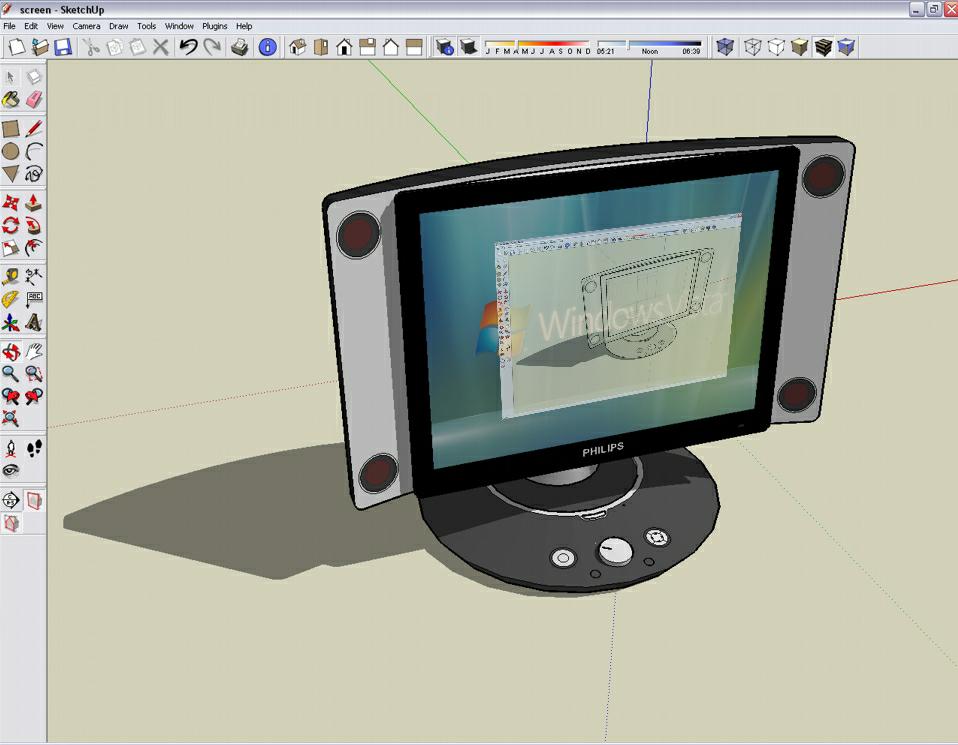 screen - SketchUp
File Edit View Camera Draw Tools Window Plugins Help
J F M A M J J A S O N D 05:21 Noon 06:39
ABC
Windows Vista
PHILIPS